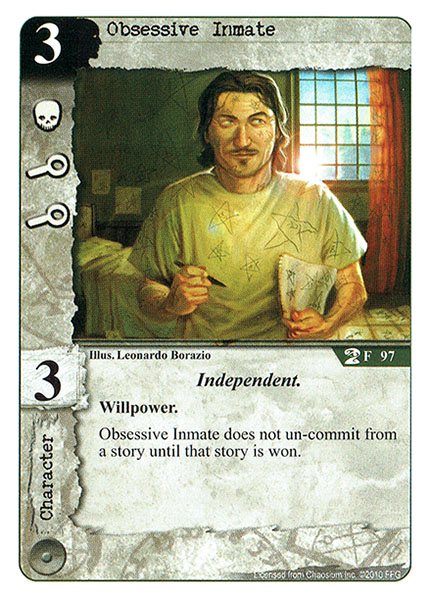 3
Obsessive Inmate
Illus. Leonardo Borazio
F 97
3
Independent.
Willpower.
Obsessive Inmate does not un-commit from
a story until that story is won.
Character
Licensed from Chaosium Inc. ©2010 FFG